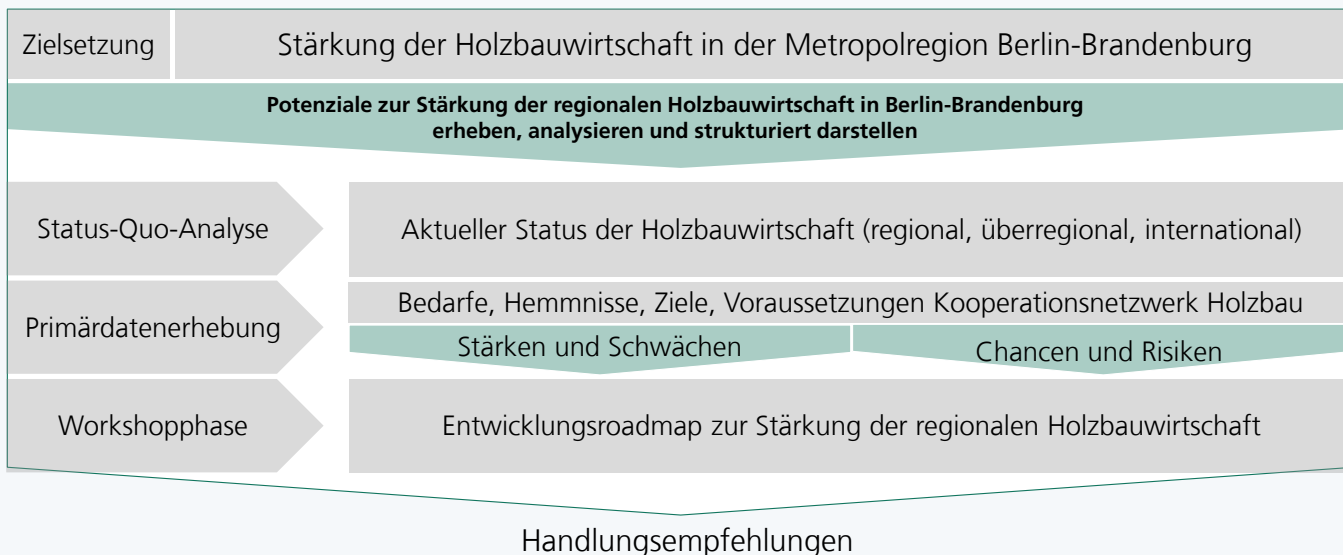 Zielsetzung
Stärkung der Holzbauwirtschaft in der Metropolregion Berlin-Brandenburg
Potenziale zur Stärkung der regionalen Holzbauwirtschaft in Berlin-Brandenburg
erheben, analysieren und strukturiert darstellen
Status-Quo-Analyse
Aktueller Status der Holzbauwirtschaft (regional, überregional, international)
Primärdatenerhebung
Bedarfe, Hemmnisse, Ziele, Voraussetzungen Kooperationsnetzwerk Holzbau
Stärken und Schwächen
Chancen und Risiken
Workshopphase
Entwicklungsroadmap zur Stärkung der regionalen Holzbauwirtschaft
Handlungsempfehlungen